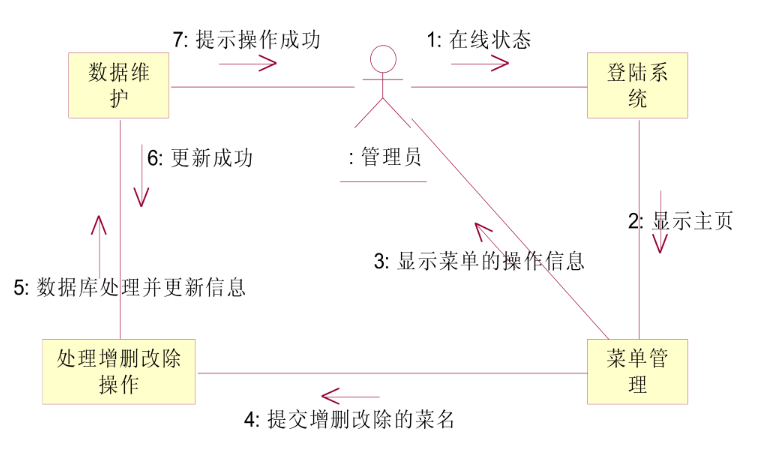 7: 提示操作成功
1: 在线状态
数据维
护
登陆系
统
6: 更新成功
: 管理员
2: 显示主页
3: 显示菜单的操作信息
5: 数据库处理并更新信息
处理增删改除
操作
菜单管
理
4: 提交增删改除的菜名